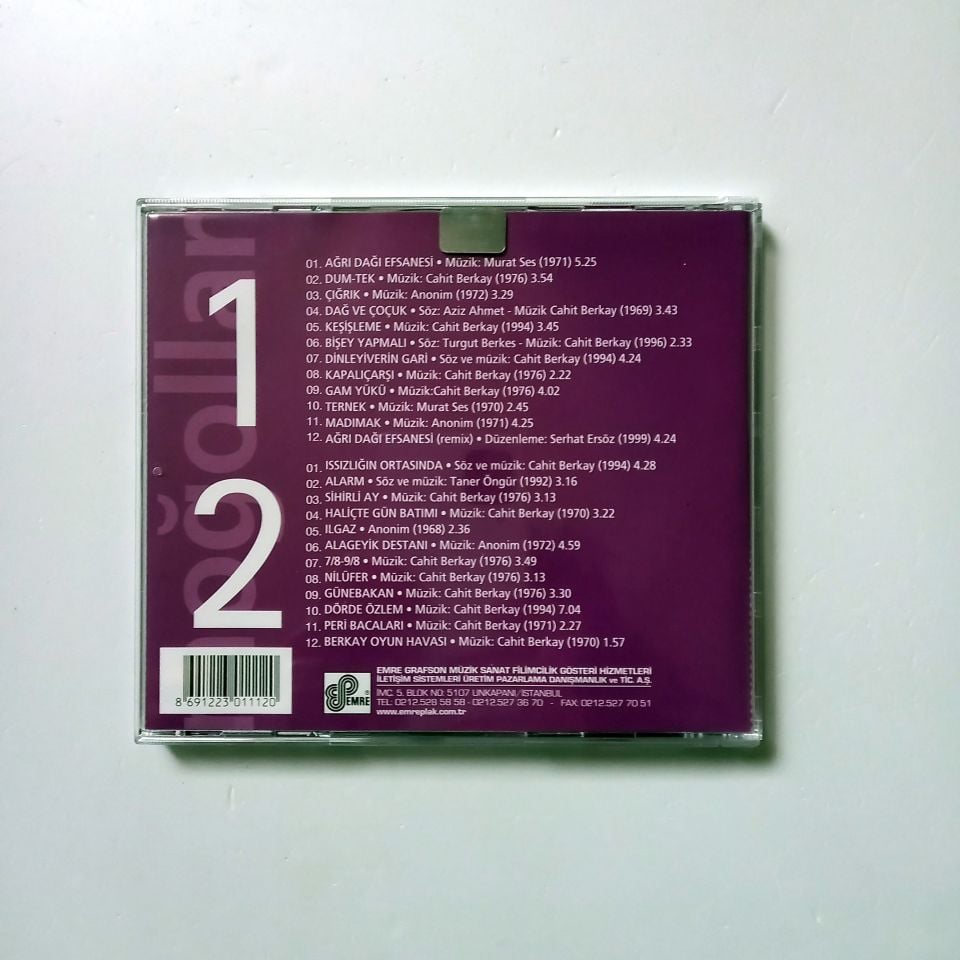 moğollar
1
01. AĞRI DAĞI EFSANESİ • Müzik: Murat Ses (1971) 5.25
02. DUM-TEK • Müzik: Cahit Berkay (1976) 3.54
03. ÇIĞRIK • Müzik: Anonim (1972) 3.29
04. DAĞ VE ÇOÇUK • Söz: Aziz Ahmet - Müzik Cahit Berkay (1969) 3.43
05. KEŞİŞLEME • Müzik: Cahit Berkay (1994) 3.45
06. BİŞEY YAPMALI • Söz: Turgut Berkes - Müzik: Cahit Berkay (1996) 2.33
07. DİNLEYİVERİN GARİ • Söz ve müzik: Cahit Berkay (1994) 4.24
08. KAPALIÇARŞI • Müzik: Cahit Berkay (1976) 2.22
09. GAM YÜKÜ • Müzik:Cahit Berkay (1976) 4.02
10. TERNEK • Müzik: Murat Ses (1970) 2.45
11. MADIMAK • Müzik: Anonim (1971) 4.25
12. AĞRI DAĞI EFSANESİ (remix) • Düzenleme: Serhat Ersöz (1999) 4.24
2
01. ISSIZLIĞIN ORTASINDA • Söz ve müzik: Cahit Berkay (1994) 4.28
02. ALARM • Söz ve müzik: Taner Öngür (1992) 3.16
03. SİHİRLİ AY • Müzik: Cahit Berkay (1976) 3.13
04. HALİÇTE GÜN BATIMI • Müzik: Cahit Berkay (1970) 3.22
05. ILGAZ • Anonim (1968) 2.36
06. ALAGEYİK DESTANI • Müzik: Anonim (1972) 4.59
07. 7/8-9/8 • Müzik: Cahit Berkay (1976) 3.49
08. NİLÜFER • Müzik: Cahit Berkay (1976) 3.13
09. GÜNEBAKAN • Müzik: Cahit Berkay (1976) 3.30
10. DÖRDE ÖZLEM • Müzik: Cahit Berkay (1994) 7.04
11. PERİ BACALARI • Müzik: Cahit Berkay (1971) 2.27
12. BERKAY OYUN HAVASI • Müzik: Cahit Berkay (1970) 1.57
8 691223 011120
EMRE ®
EMRE GRAFSON MÜZİK SANAT FİLİMCİLİK GÖSTERİ HİZMETLERİ
İLETİŞİM SİSTEMLERİ ÜRETİM PAZARLAMA DANIŞMANLIK ve TİC. A.Ş.
İMC. 5. BLOK NO: 5107 UNKAPANI/İSTANBUL
TEL: 0212.528 58 58 - 0212.527 36 70 - FAX: 0212.527 70 51
www.emreplak.com.tr